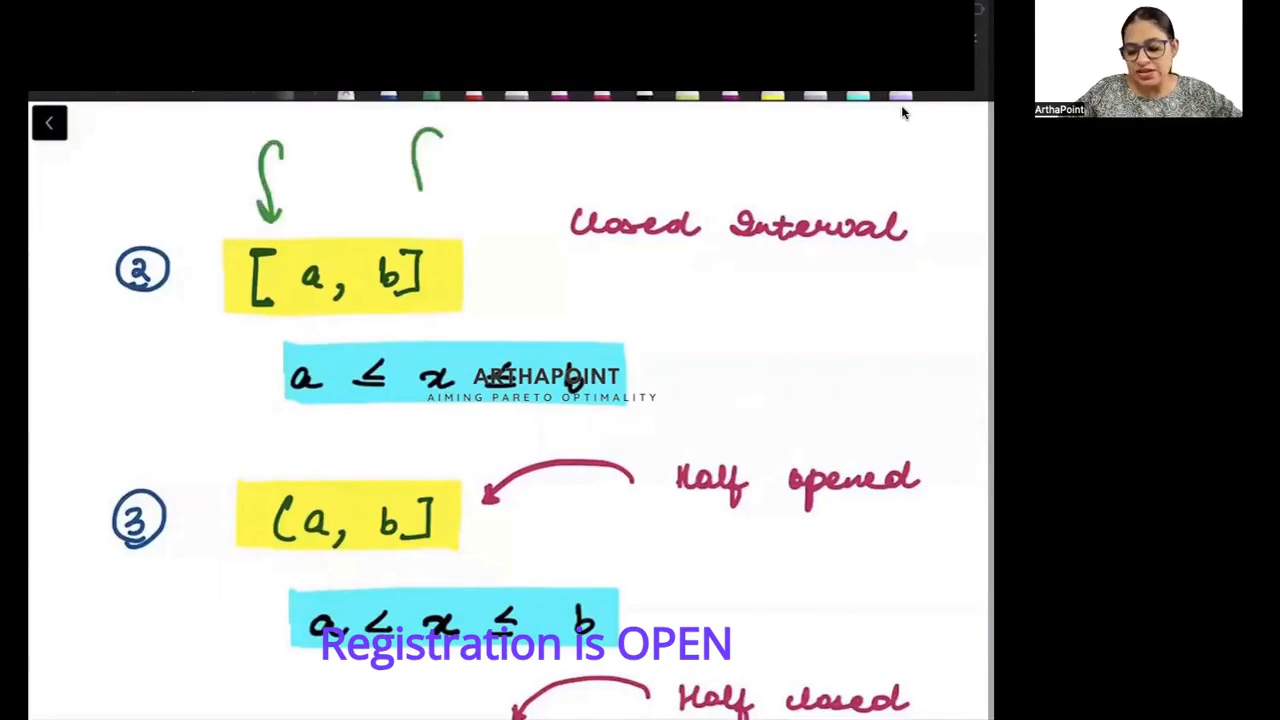 ArthaPoint
Closed Interval
2 [ a, b]
a ≤ x ≤ b
ARTHAPOINT
AIMING PARETO OPTIMALITY
Half opened
3 (a, b]
a < x ≤ b
Registration is OPEN
Half closed